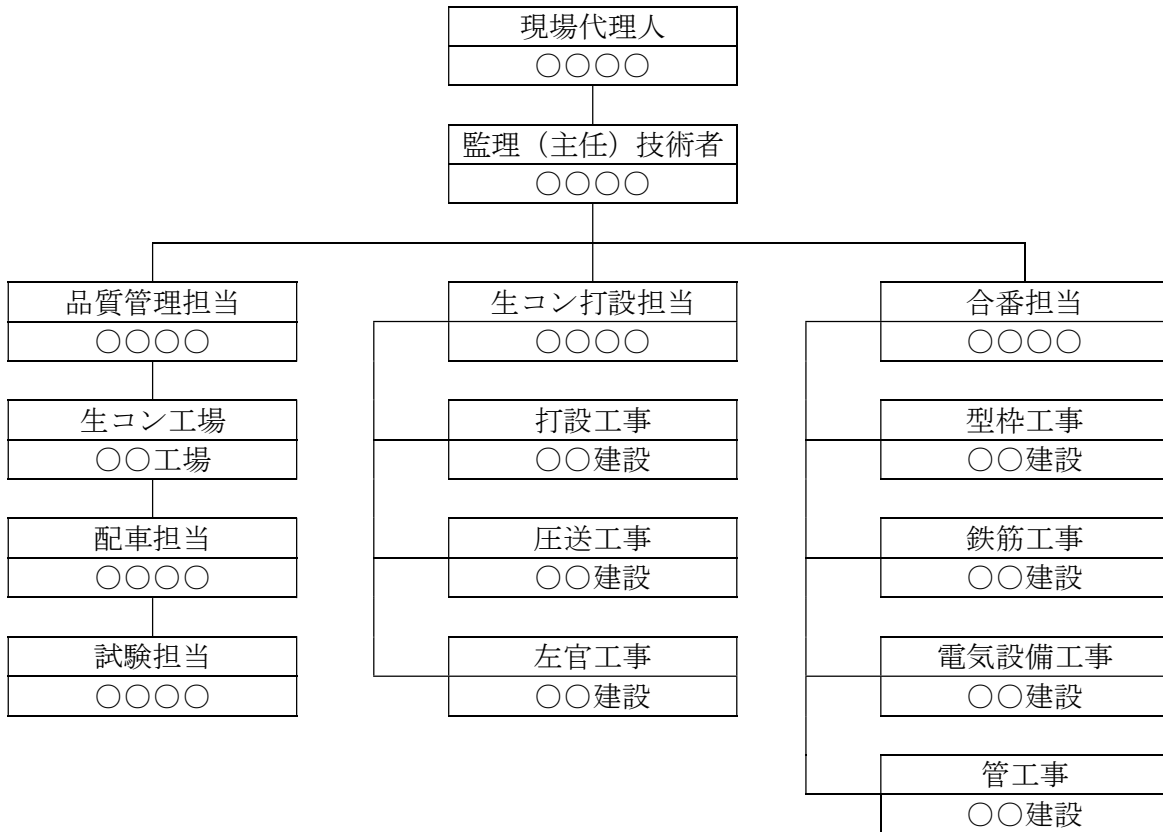 現場代理人
○○○○
監理（主任）技術者
○○○○
品質管理担当
○○○○
生コン工場
○○工場
配車担当
○○○○
試験担当
○○○○
生コン打設担当
○○○○
打設工事
○○建設
圧送工事
○○建設
左官工事
○○建設
合番担当
○○○○
型枠工事
○○建設
鉄筋工事
○○建設
電気設備工事
○○建設
管工事
○○建設